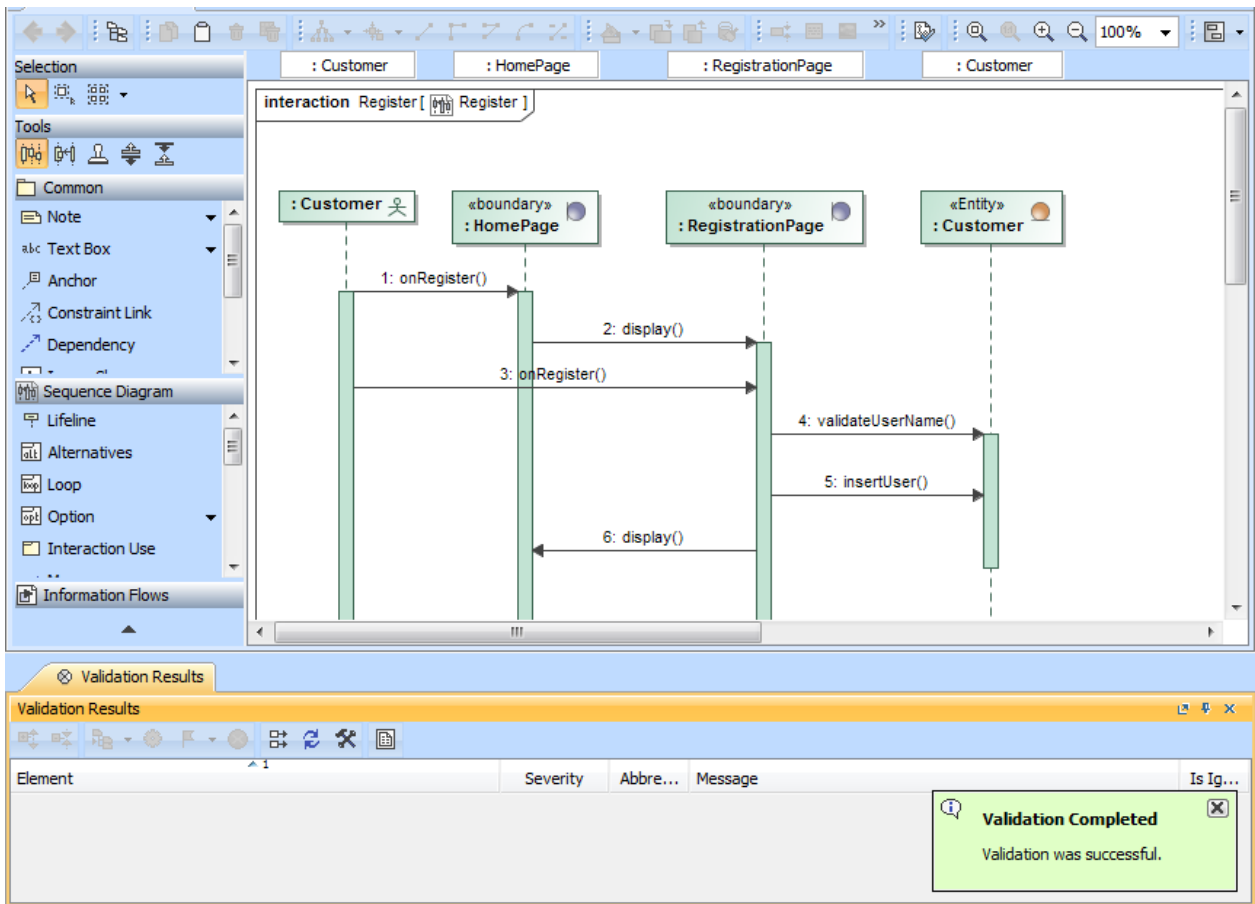 100%
Selection
: Customer
: HomePage
: RegistrationPage
: Customer
interaction Register[ Register ]
Tools
Common
Note
abc Text Box
Anchor
Constraint Link
Dependency
Sequence Diagram
Lifeline
alt Alternatives
loop Loop
opt Option
Interaction Use
Information Flows
: Customer
«boundary»
: HomePage
«boundary»
: RegistrationPage
«Entity»
: Customer
1: onRegister()
2: display()
3: onRegister()
4: validateUserName()
5: insertUser()
6: display()
Validation Results
Validation Results
1
Element
Severity
Abbre...
Message
Is Ig...
Validation Completed
Validation was successful.